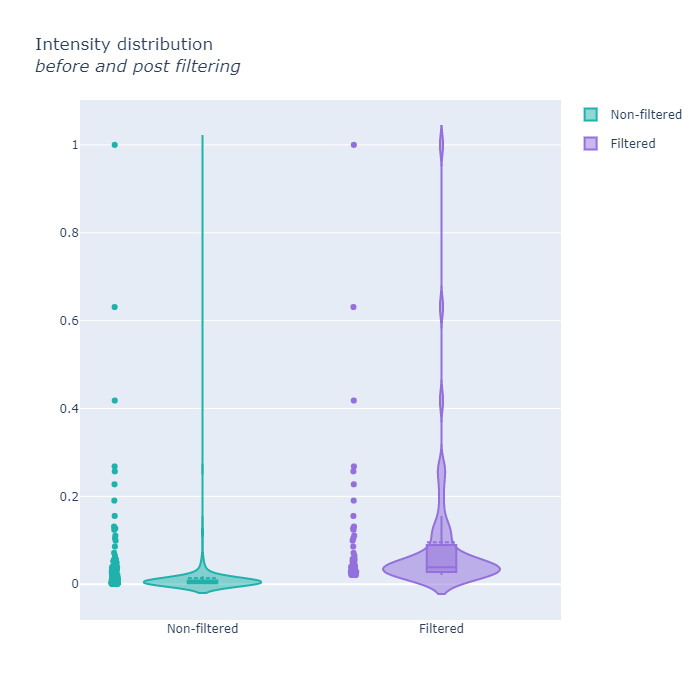 Intensity distribution
before and post filtering
Non-filtered
Filtered
1
0.8
0.6
0.4
0.2
0
Non-filtered
Filtered